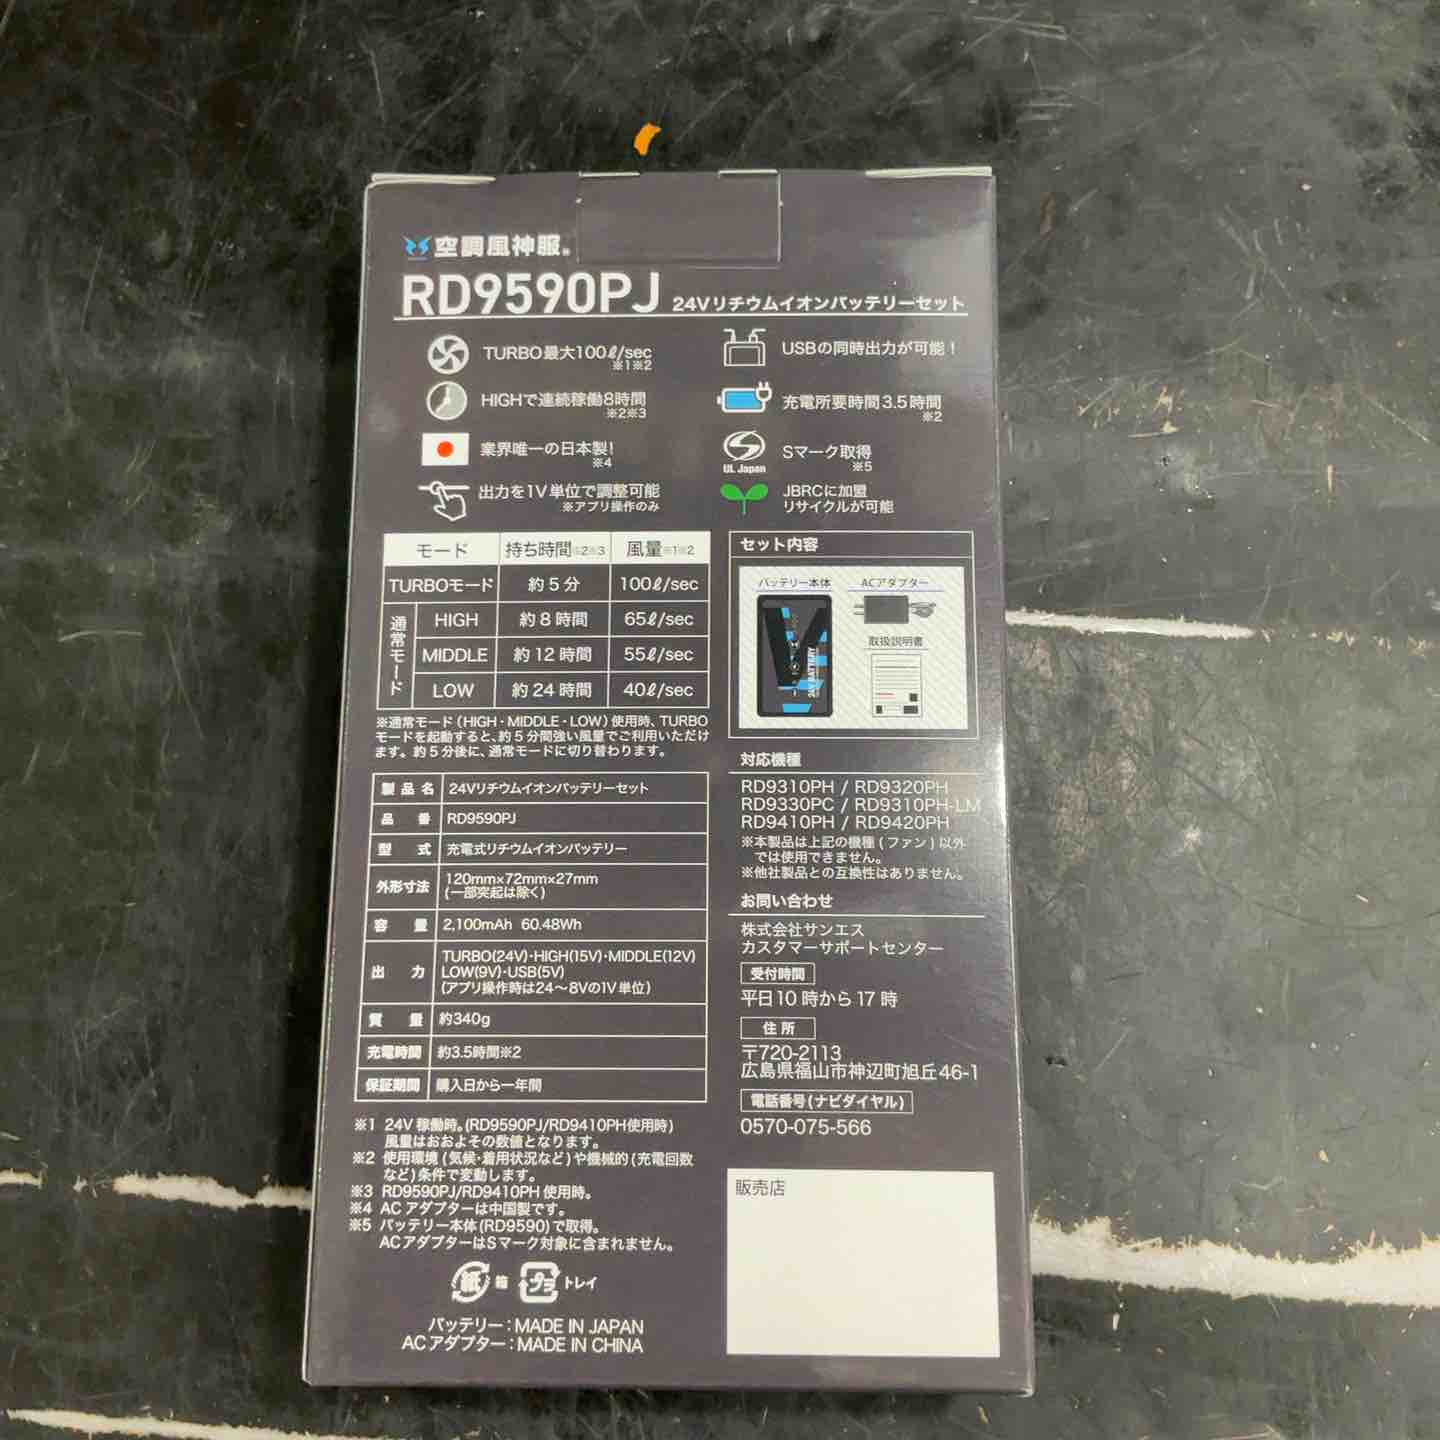 空調風神服®
RD9590PJ 24Vリチウムイオンバッテリーセット
TURBO最大100ℓ/sec
※1※2
HIGHで連続稼働8時間
※2※3
業界唯一の日本製!
※4
出力を1V単位で調整可能
※アプリ操作のみ
USBの同時出力が可能!
充電所要時間3.5時間
※2
UL Japan
Sマーク取得
※5
JBRCに加盟
リサイクルが可能
モード 持ち時間※2※3 風量※1※2
TURBOモード 約5分 100ℓ/sec
通常モード
HIGH 約8時間 65ℓ/sec
MIDDLE 約12時間 55ℓ/sec
LOW 約24時間 40ℓ/sec
※通常モード(HIGH・MIDDLE・LOW)使用時、TURBO
モードを起動すると、約5分間強い風量でご利用いただけ
ます。約5分後に、通常モードに切り替わります。
製品名 24Vリチウムイオンバッテリーセット
品番 RD9590PJ
型式 充電式リチウムイオンバッテリー
外形寸法 120mm×72mm×27mm
(一部突起は除く)
容量 2,100mAh 60.48Wh
出力 TURBO(24V)・HIGH(15V)・MIDDLE(12V)
LOW(9V)・USB(5V)
(アプリ操作時は24～8Vの1V単位)
質量 約340g
充電時間 約3.5時間※2
保証期間 購入日から一年間
※1 24V稼働時。(RD9590PJ/RD9410PH使用時)
風量はおおよその数値となります。
※2 使用環境(気候・着用状況など)や機械的(充電回数
など)条件で変動します。
※3 RD9590PJ/RD9410PH使用時。
※4 ACアダプターは中国製です。
※5 バッテリー本体(RD9590)で取得。
ACアダプターはSマーク対象に含まれません。
紙 箱 プラ トレイ
バッテリー:MADE IN JAPAN
ACアダプター:MADE IN CHINA
セット内容
バッテリー本体 ACアダプター
24V BATTERY
取扱説明書
対応機種
RD9310PH / RD9320PH
RD9330PC / RD9310PH-LM
RD9410PH / RD9420PH
※本製品は上記の機種(ファン)以外
では使用できません。
※他社製品との互換性はありません。
お問い合わせ
株式会社サンエス
カスタマーサポートセンター
受付時間
平日10時から17時
住所
〒720-2113
広島県福山市神辺町旭丘46-1
電話番号(ナビダイヤル)
0570-075-566
販売店